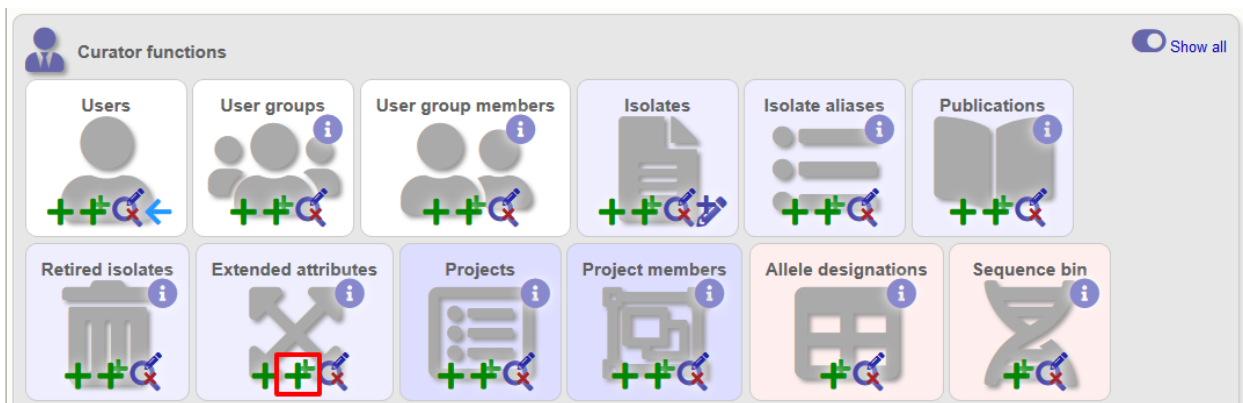 Curator functions
Show all
Users
User groups
User group members
Isolates
Isolate aliases
Publications
Retired isolates
Extended attributes
Projects
Project members
Allele designations
Sequence bin